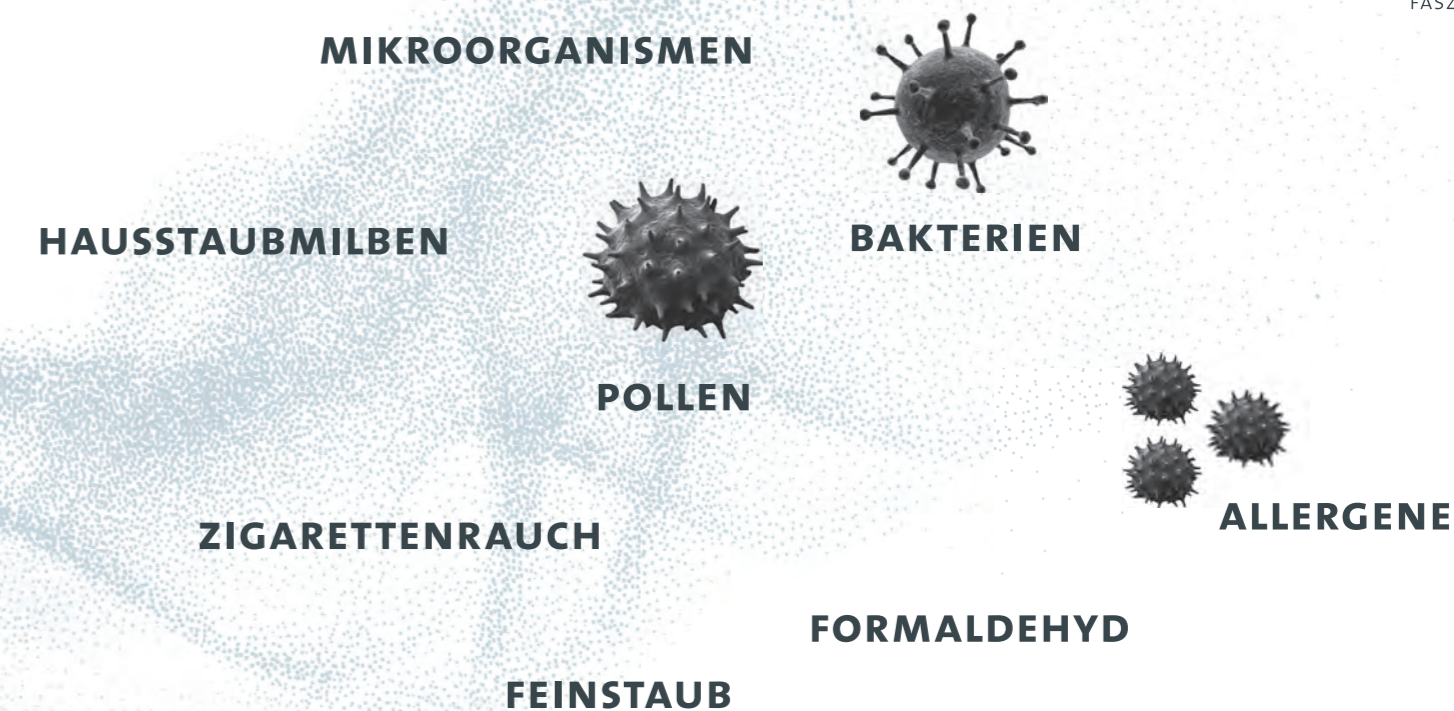 MIKROORGANISMEN
HAUSSTAUBMILBEN
BAKTERIEN
POLLEN
ZIGARETTENRAUCH
ALLERGENE
FORMALDEHYD
FEINSTAUB